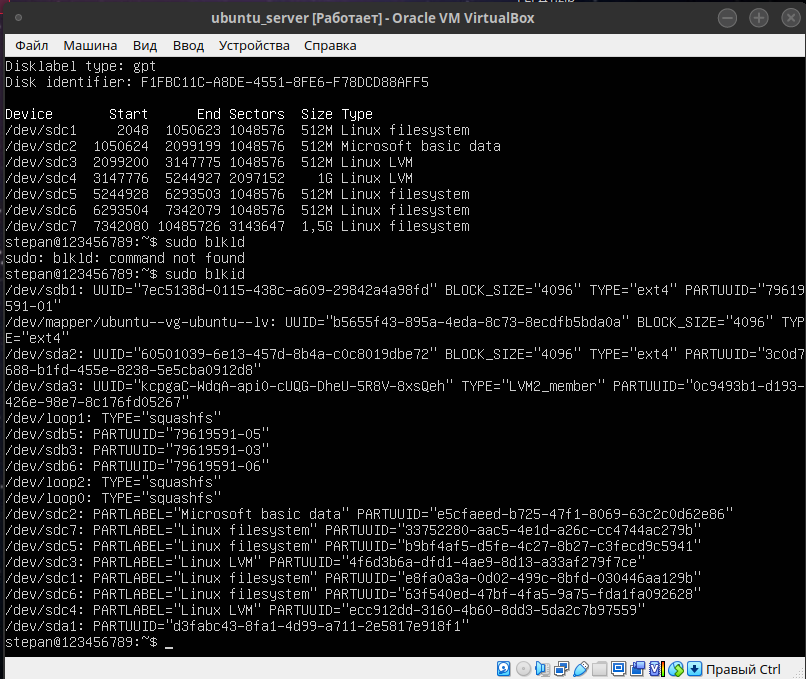 ubuntu_server [Работает] - Oracle VM VirtualBox
Файл Машина Вид Ввод Устройства Справка
Disklabel type: gpt
Disk identifier: F1FBC11C-A8DE-4551-8FE6-F78DCD88AFF5
Device Start End Sectors Size Type
/dev/sdc1 2048 1050623 1048576 512M Linux filesystem
/dev/sdc2 1050624 2099199 1048576 512M Microsoft basic data
/dev/sdc3 2099200 3147775 1048576 512M Linux LVM
/dev/sdc4 3147776 5244927 2097152 1G Linux LVM
/dev/sdc5 5244928 6293503 1048576 512M Linux filesystem
/dev/sdc6 6293504 7342079 1048576 512M Linux filesystem
/dev/sdc7 7342080 10485726 3143647 1,5G Linux filesystem
stepan@123456789:~$ sudo blkld
sudo: blkld: command not found
stepan@123456789:~$ sudo blkid
/dev/sdb1: UUID="7ec5138d-0115-438c-a609-29842a4a98fd" BLOCK_SIZE="4096" TYPE="ext4" PARTUUID="79619
591-01"
/dev/mapper/ubuntu--vg-ubuntu--lv: UUID="b5655f43-895a-4eda-8c73-8ecdfb5bda0a" BLOCK_SIZE="4096" TYP
E="ext4"
/dev/sda2: UUID="60501039-6e13-457d-8b4a-c0c8019dbe72" BLOCK_SIZE="4096" TYPE="ext4" PARTUUID="3c0d7
688-b1fd-455e-8238-5e5cba0912d8"
/dev/sda3: UUID="kcpgaC-WdqA-api0-cUQG-DheU-5R8V-8xsQeh" TYPE="LVM2_member" PARTUUID="0c9493b1-d193-
426e-98e7-8c176fd05267"
/dev/loop1: TYPE="squashfs"
/dev/sdb5: PARTUUID="79619591-05"
/dev/sdb3: PARTUUID="79619591-03"
/dev/sdb6: PARTUUID="79619591-06"
/dev/loop2: TYPE="squashfs"
/dev/loop0: TYPE="squashfs"
/dev/sdc2: PARTLABEL="Microsoft basic data" PARTUUID="e5cfaeed-b725-47f1-8069-63c2c0d62e86"
/dev/sdc7: PARTLABEL="Linux filesystem" PARTUUID="33752280-aac5-4e1d-a26c-cc4744ac279b"
/dev/sdc5: PARTLABEL="Linux filesystem" PARTUUID="b9bf4af5-d5fe-4c27-8b27-c3fecd9c5941"
/dev/sdc3: PARTLABEL="Linux LVM" PARTUUID="4f6d3b6a-dfd1-4ae9-8d13-a33af279f7ce"
/dev/sdc1: PARTLABEL="Linux filesystem" PARTUUID="e8fa0a3a-0d02-499c-8bfd-030446aa129b"
/dev/sdc6: PARTLABEL="Linux filesystem" PARTUUID="63f540ed-47bf-4fa5-9a75-fda1fa092628"
/dev/sdc4: PARTLABEL="Linux LVM" PARTUUID="ecc912dd-3160-4b60-8dd3-5da2c7b97559"
/dev/sda1: PARTUUID="d3fabc43-8fa1-4d99-a711-2e5817e918f1"
stepan@123456789:~$ _
Правый Ctrl